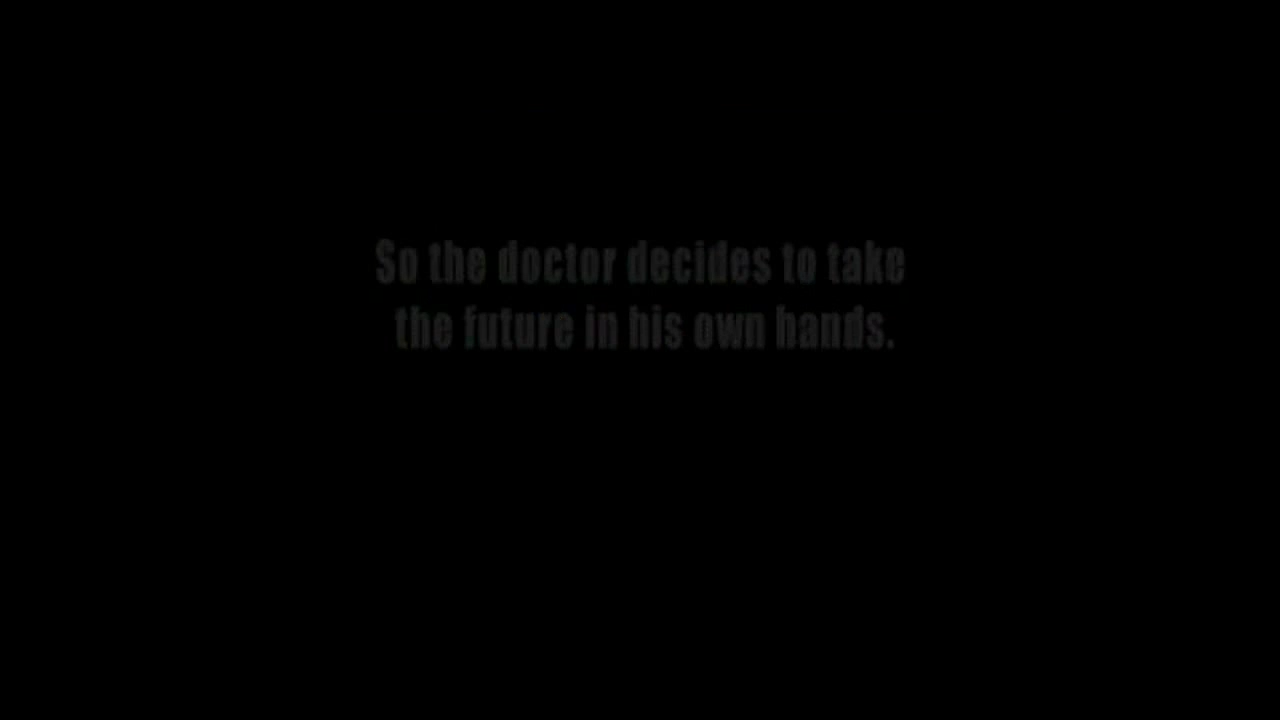 So the doctor decides to take
the future in his own hands.